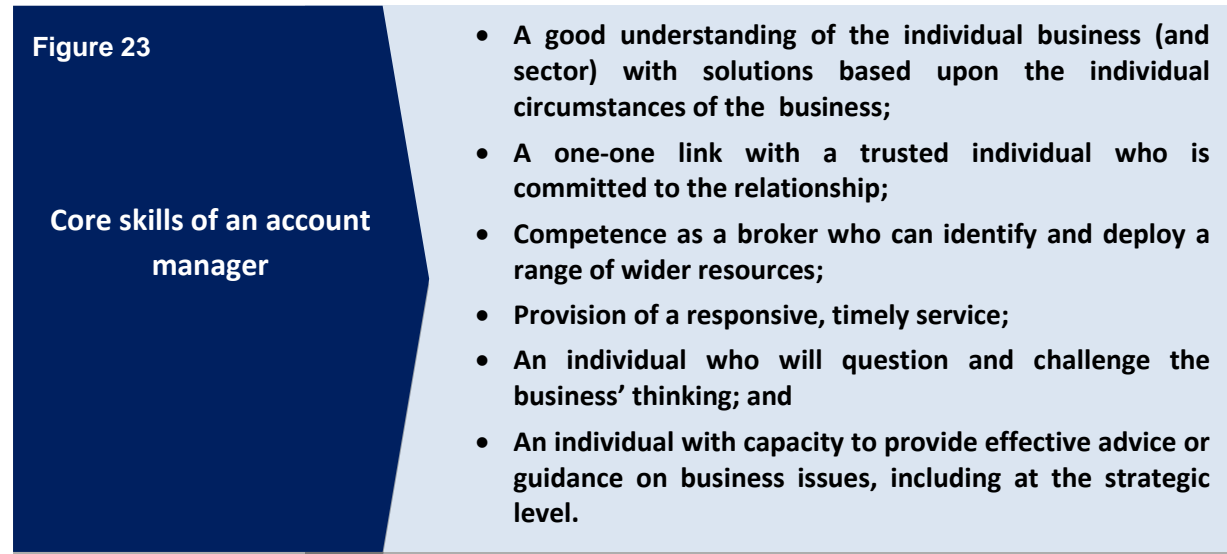 Figure 23
Core skills of an account
manager
• A good understanding of the individual business (and
sector) with solutions based upon the individual
circumstances of the business;
• A one-one link with a trusted individual who is
committed to the relationship;
• Competence as a broker who can identify and deploy a
range of wider resources;
• Provision of a responsive, timely service;
• An individual who will question and challenge the
business’ thinking; and
• An individual with capacity to provide effective advice or
guidance on business issues, including at the strategic
level.